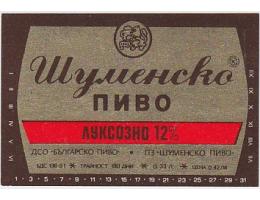 Шуменско
ПИВО
ЛУКСОЗНО 12%
ДСО •БЪЛГАРСКО ПИВО• • ПЗ •ШУМЕНСКО ПИВО•
ТРАЙНОСТ
1 3 5 7 9 11 13 15 17 19 21 23 25 27 29 31